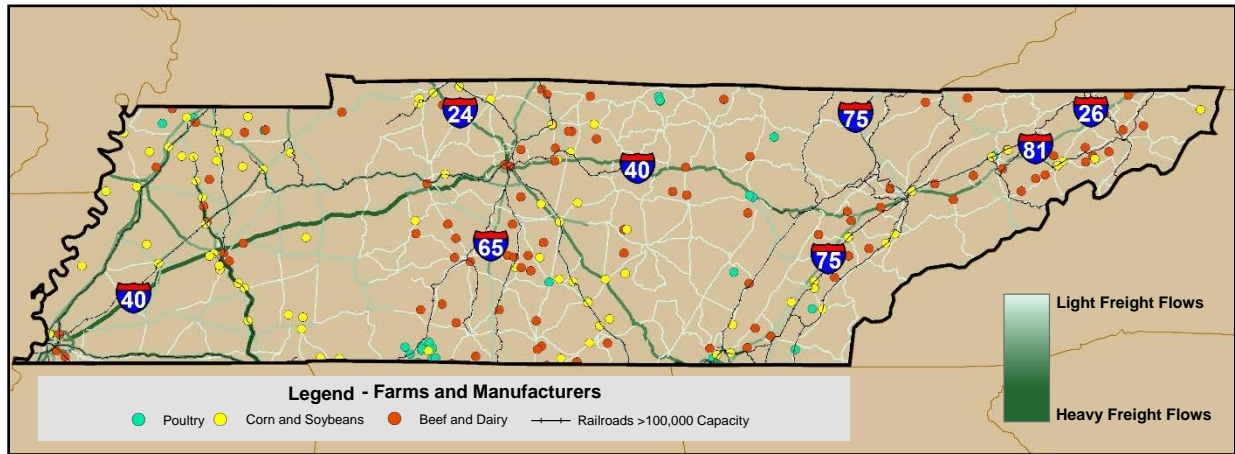 24
75
26
81
40
65
75
40
Light Freight Flows
Heavy Freight Flows
Legend - Farms and Manufacturers
Poultry Corn and Soybeans Beef and Dairy Railroads >100,000 Capacity